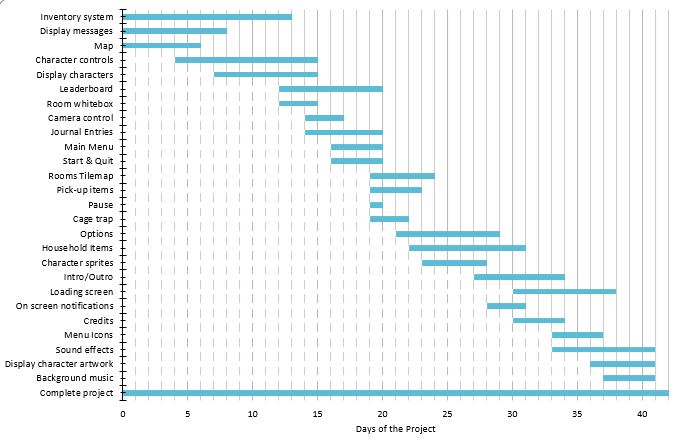 Inventory system
Display messages
Map
Character controls
Display characters
Leaderboard
Room whitebox
Camera control
Journal Entries
Main Menu
Start & Quit
Rooms Tilemap
Pick-up items
Pause
Cage trap
Options
Household Items
Character sprites
Intro/Outro
Loading screen
On screen notifications
Credits
Menu Icons
Sound effects
Display character artwork
Background music
Complete project
0 5 10 15 20 25 30 35 40
Days of the Project